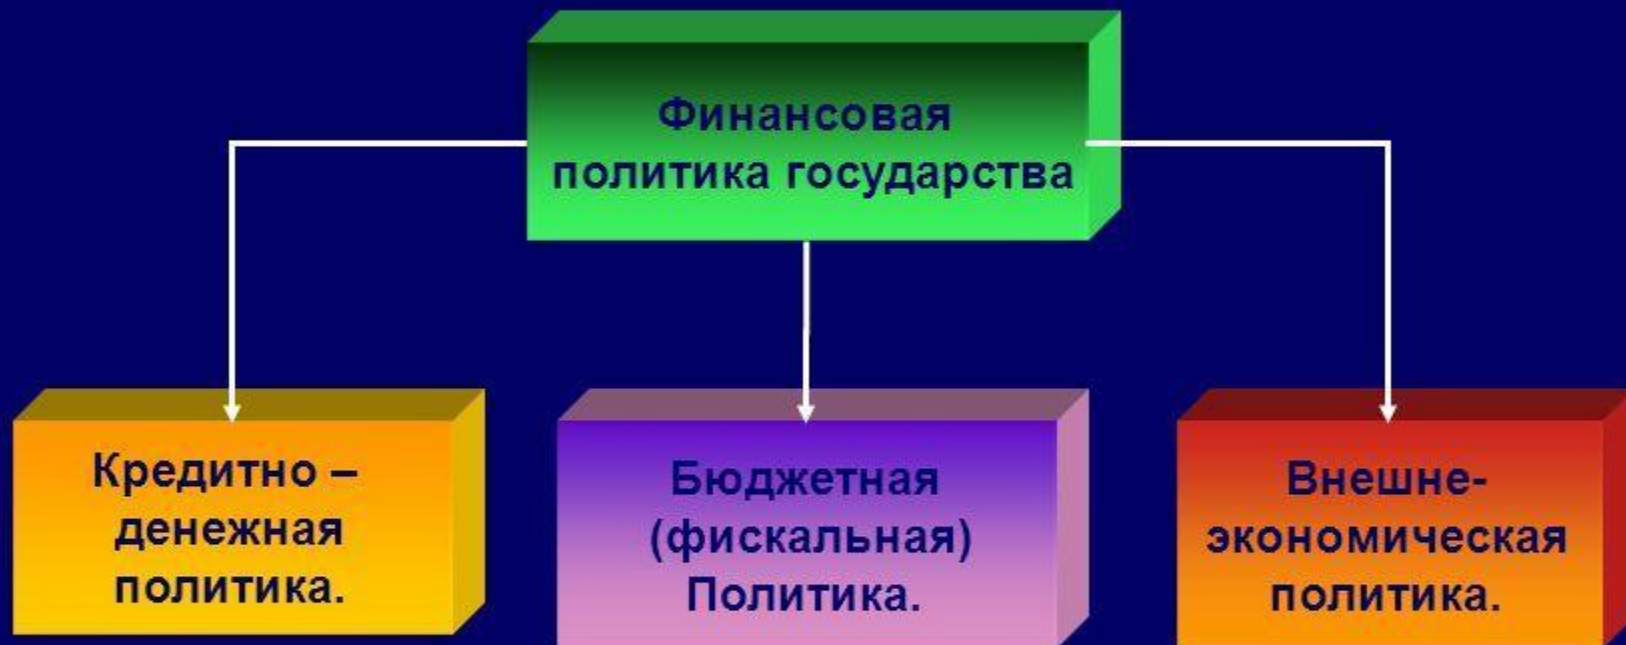 Финансовая
политика государства
Кредитно –
денежная
политика.
Бюджетная
(фискальная)
Политика.
Внешне-
экономическая
политика.